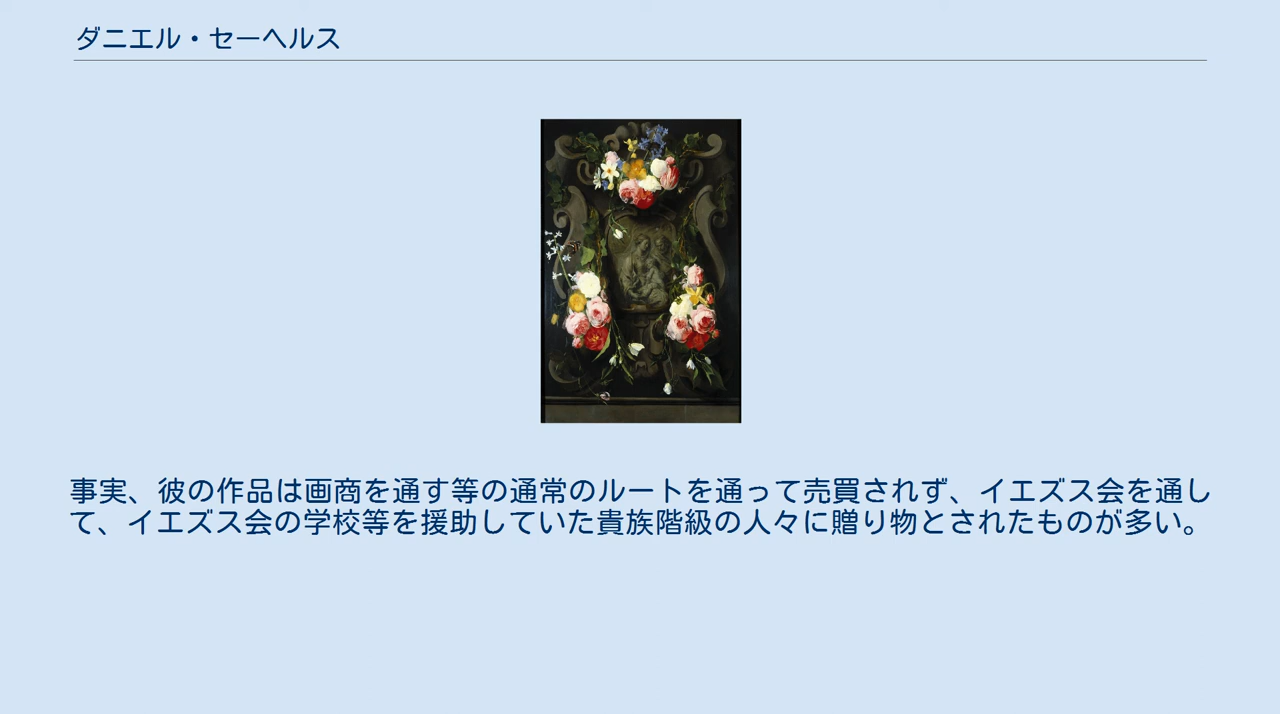 ダニエル・セーヘルス
事実、彼の作品は画商を通す等の通常のルートを通って売買されず、イエズス会を通し
て、イエズス会の学校等を援助していた貴族階級の人々に贈り物とされたものが多い。